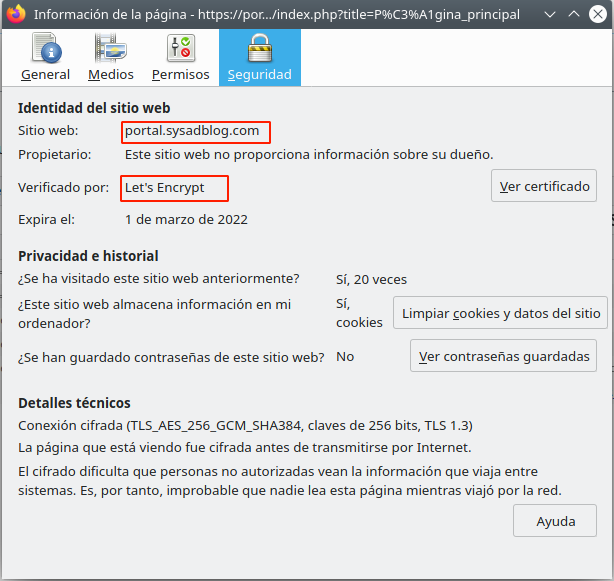 Información de la página - https://por.../index.php?title=P%C3%A1gina_principal
General Medios Permisos Seguridad
Identidad del sitio web
Sitio web: portal.sysadblog.com
Propietario: Este sitio web no proporciona información sobre su dueño.
Verificado por: Let's Encrypt Ver certificado
Expira el: 1 de marzo de 2022
Privacidad e historial
¿Se ha visitado este sitio web anteriormente? Sí, 20 veces
¿Este sitio web almacena información en mi ordenador? Sí, cookies Limpiar cookies y datos del sitio
¿Se han guardado contraseñas de este sitio web? No Ver contraseñas guardadas
Detalles técnicos
Conexión cifrada (TLS_AES_256_GCM_SHA384, claves de 256 bits, TLS 1.3)
La página que está viendo fue cifrada antes de transmitirse por Internet.
El cifrado dificulta que personas no autorizadas vean la información que viaja entre
sistemas. Es, por tanto, improbable que nadie lea esta página mientras viajó por la red.
Ayuda